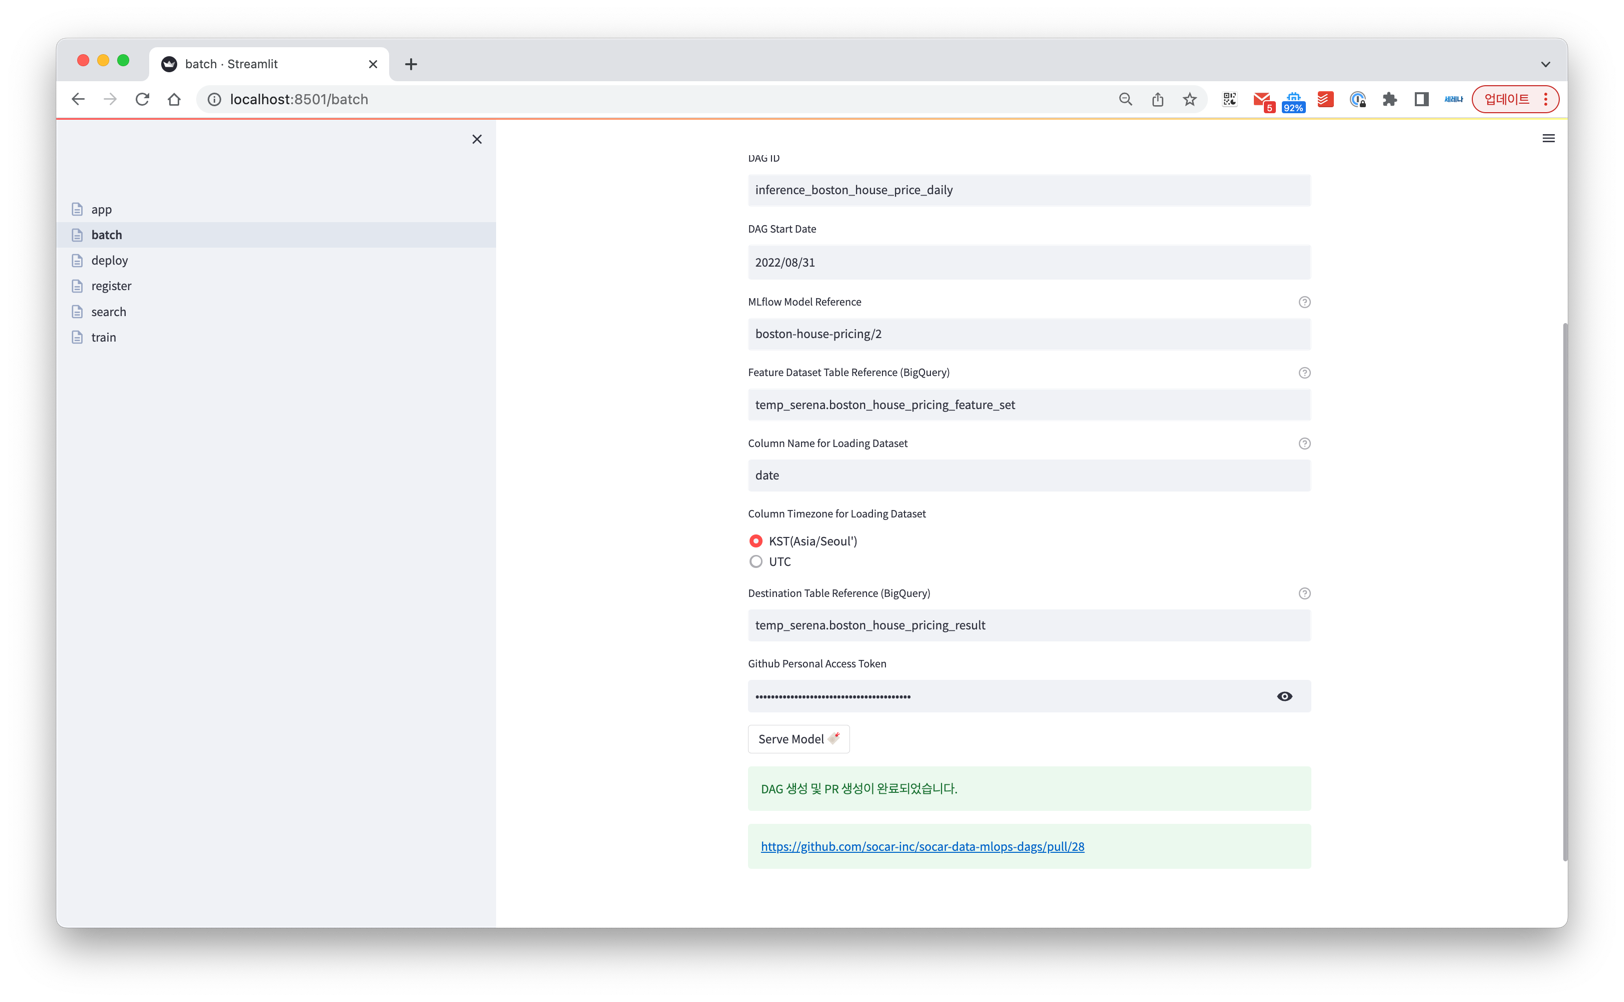 batch · Streamlit
localhost:8501/batch
5
92%
세레나
업데이트
app
batch
deploy
register
search
train
DAG ID
inference_boston_house_price_daily
DAG Start Date
2022/08/31
MLflow Model Reference
boston-house-pricing/2
Feature Dataset Table Reference (BigQuery)
temp_serena.boston_house_pricing_feature_set
Column Name for Loading Dataset
date
Column Timezone for Loading Dataset
KST(Asia/Seoul')
UTC
Destination Table Reference (BigQuery)
temp_serena.boston_house_pricing_result
Github Personal Access Token
Serve Model
DAG 생성 및 PR 생성이 완료되었습니다.
https://github.com/socar-inc/socar-data-mlops-dags/pull/28